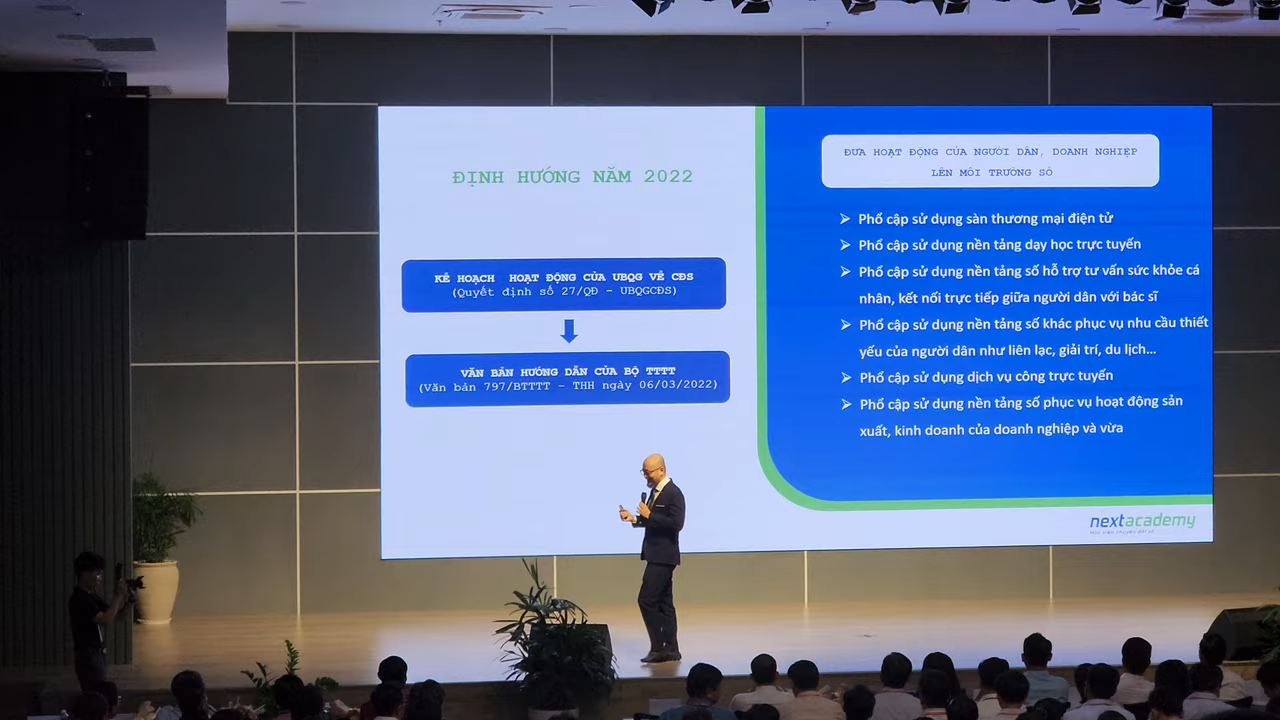 ĐỊNH HƯỚNG NĂM 2022
KẾ HOẠCH HOẠT ĐỘNG CỦA UBQG VỀ CĐS
(Quyết định số 27/QĐ - UBQGCĐS)
VĂN BẢN HƯỚNG DẪN CỦA BỘ TTTT
(Văn bản 797/BTTTT - THH ngày 06/03/2022)
ĐƯA HOẠT ĐỘNG CỦA NGƯỜI DÂN, DOANH NGHIỆP
LÊN MÔI TRƯỜNG SỐ
➢ Phổ cập sử dụng sàn thương mại điện tử
➢ Phổ cập sử dụng nền tảng dạy học trực tuyến
➢ Phổ cập sử dụng nền tảng số hỗ trợ tư vấn sức khỏe cá
nhân, kết nối trực tiếp giữa người dân với bác sĩ
➢ Phổ cập sử dụng nền tảng số khác phục vụ nhu cầu thiết
yếu của người dân như liên lạc, giải trí, du lịch…
➢ Phổ cập sử dụng dịch vụ công trực tuyến
➢ Phổ cập sử dụng nền tảng số phục vụ hoạt động sản
xuất, kinh doanh của doanh nghiệp và vừa
nextacademy